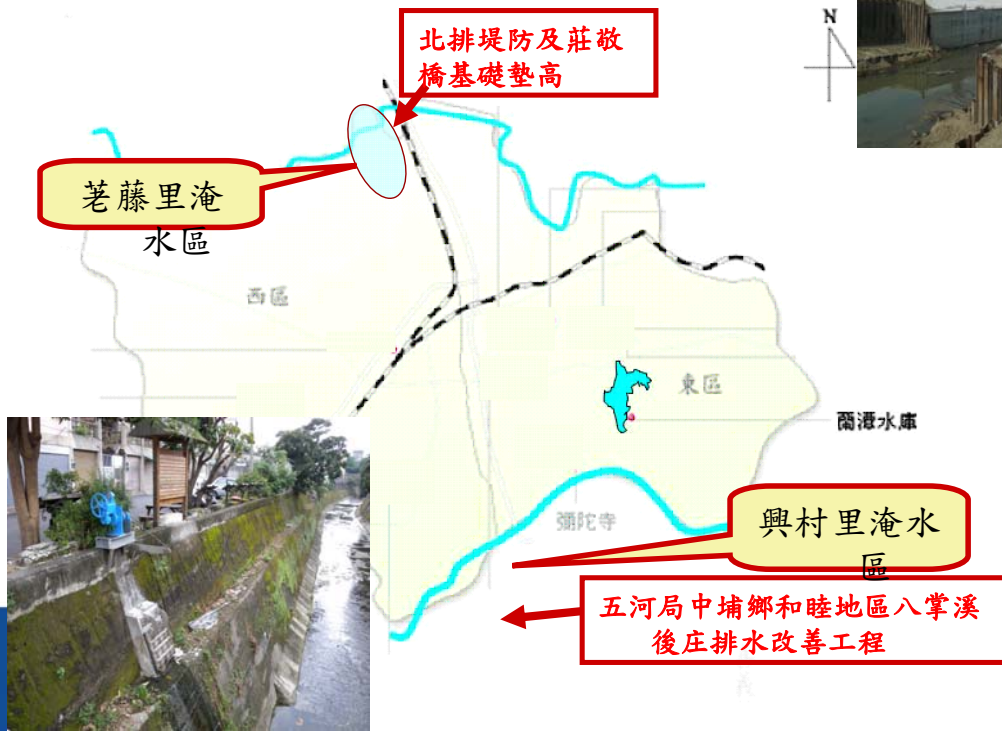 北排堤防及莊敬
橋基礎墊高
N
荖藤里淹
水區
西區
東區
蘭潭水庫
彌陀寺
興村里淹水
區
五河局中埔鄉和睦地區八掌溪
後庄排水改善工程